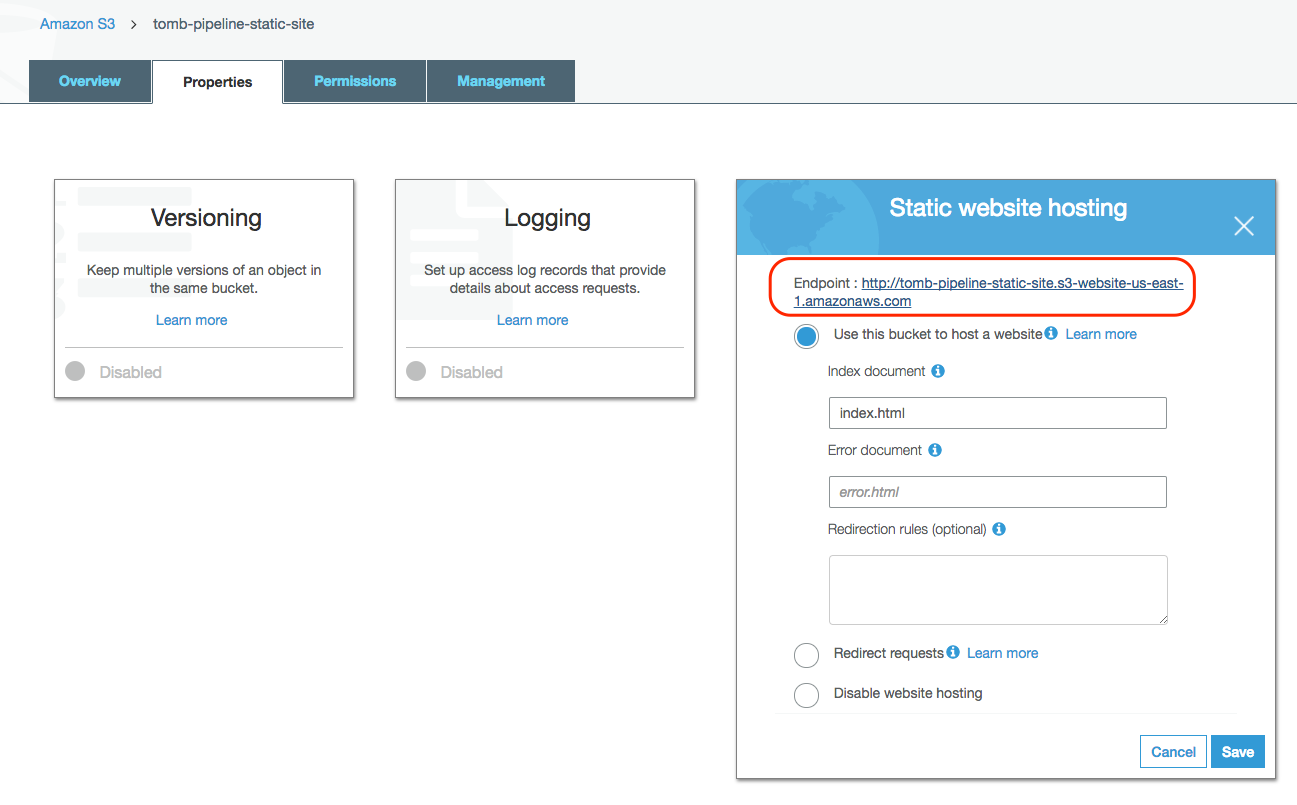 Amazon S3 > tomb-pipeline-static-site
Overview
Properties
Permissions
Management
Versioning
Keep multiple versions of an object in
the same bucket.
Learn more
Disabled
Logging
Set up access log records that provide
details about access requests.
Learn more
Disabled
Static website hosting
Endpoint : http://tomb-pipeline-static-site.s3-website-us-east-
1.amazonaws.com
Use this bucket to host a website Learn more
Index document
index.html
Error document
error.html
Redirection rules (optional)
Redirect requests Learn more
Disable website hosting
Cancel
Save